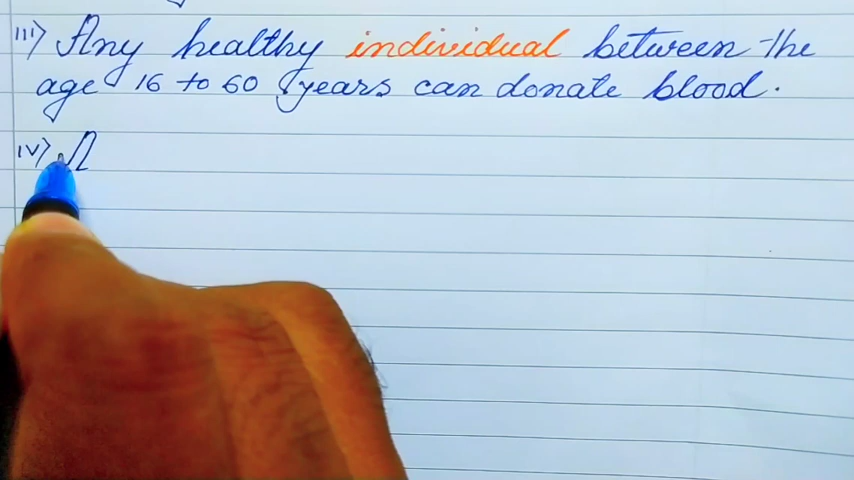 III) Any healthy individual between the
age 16 to 60 years can donate blood.
IV)